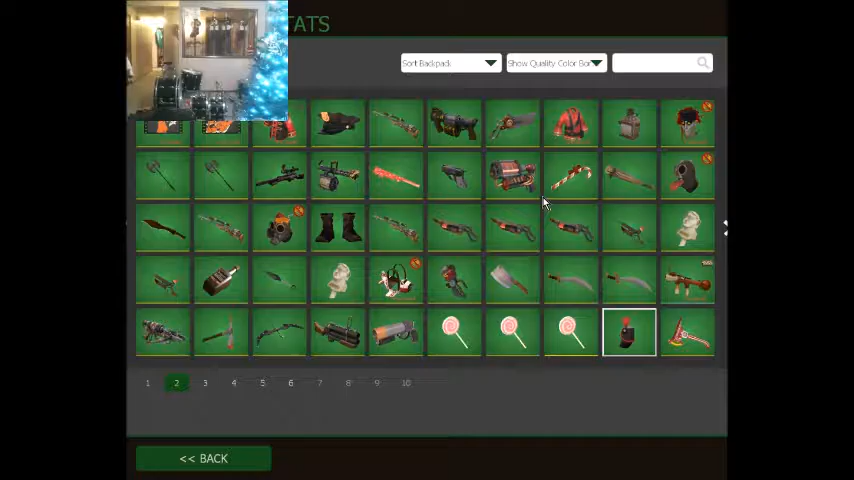 TATS
Sort Backpack
Show Quality Color Bor
1 2 3 4 5 6 7 8 9 10
<< BACK